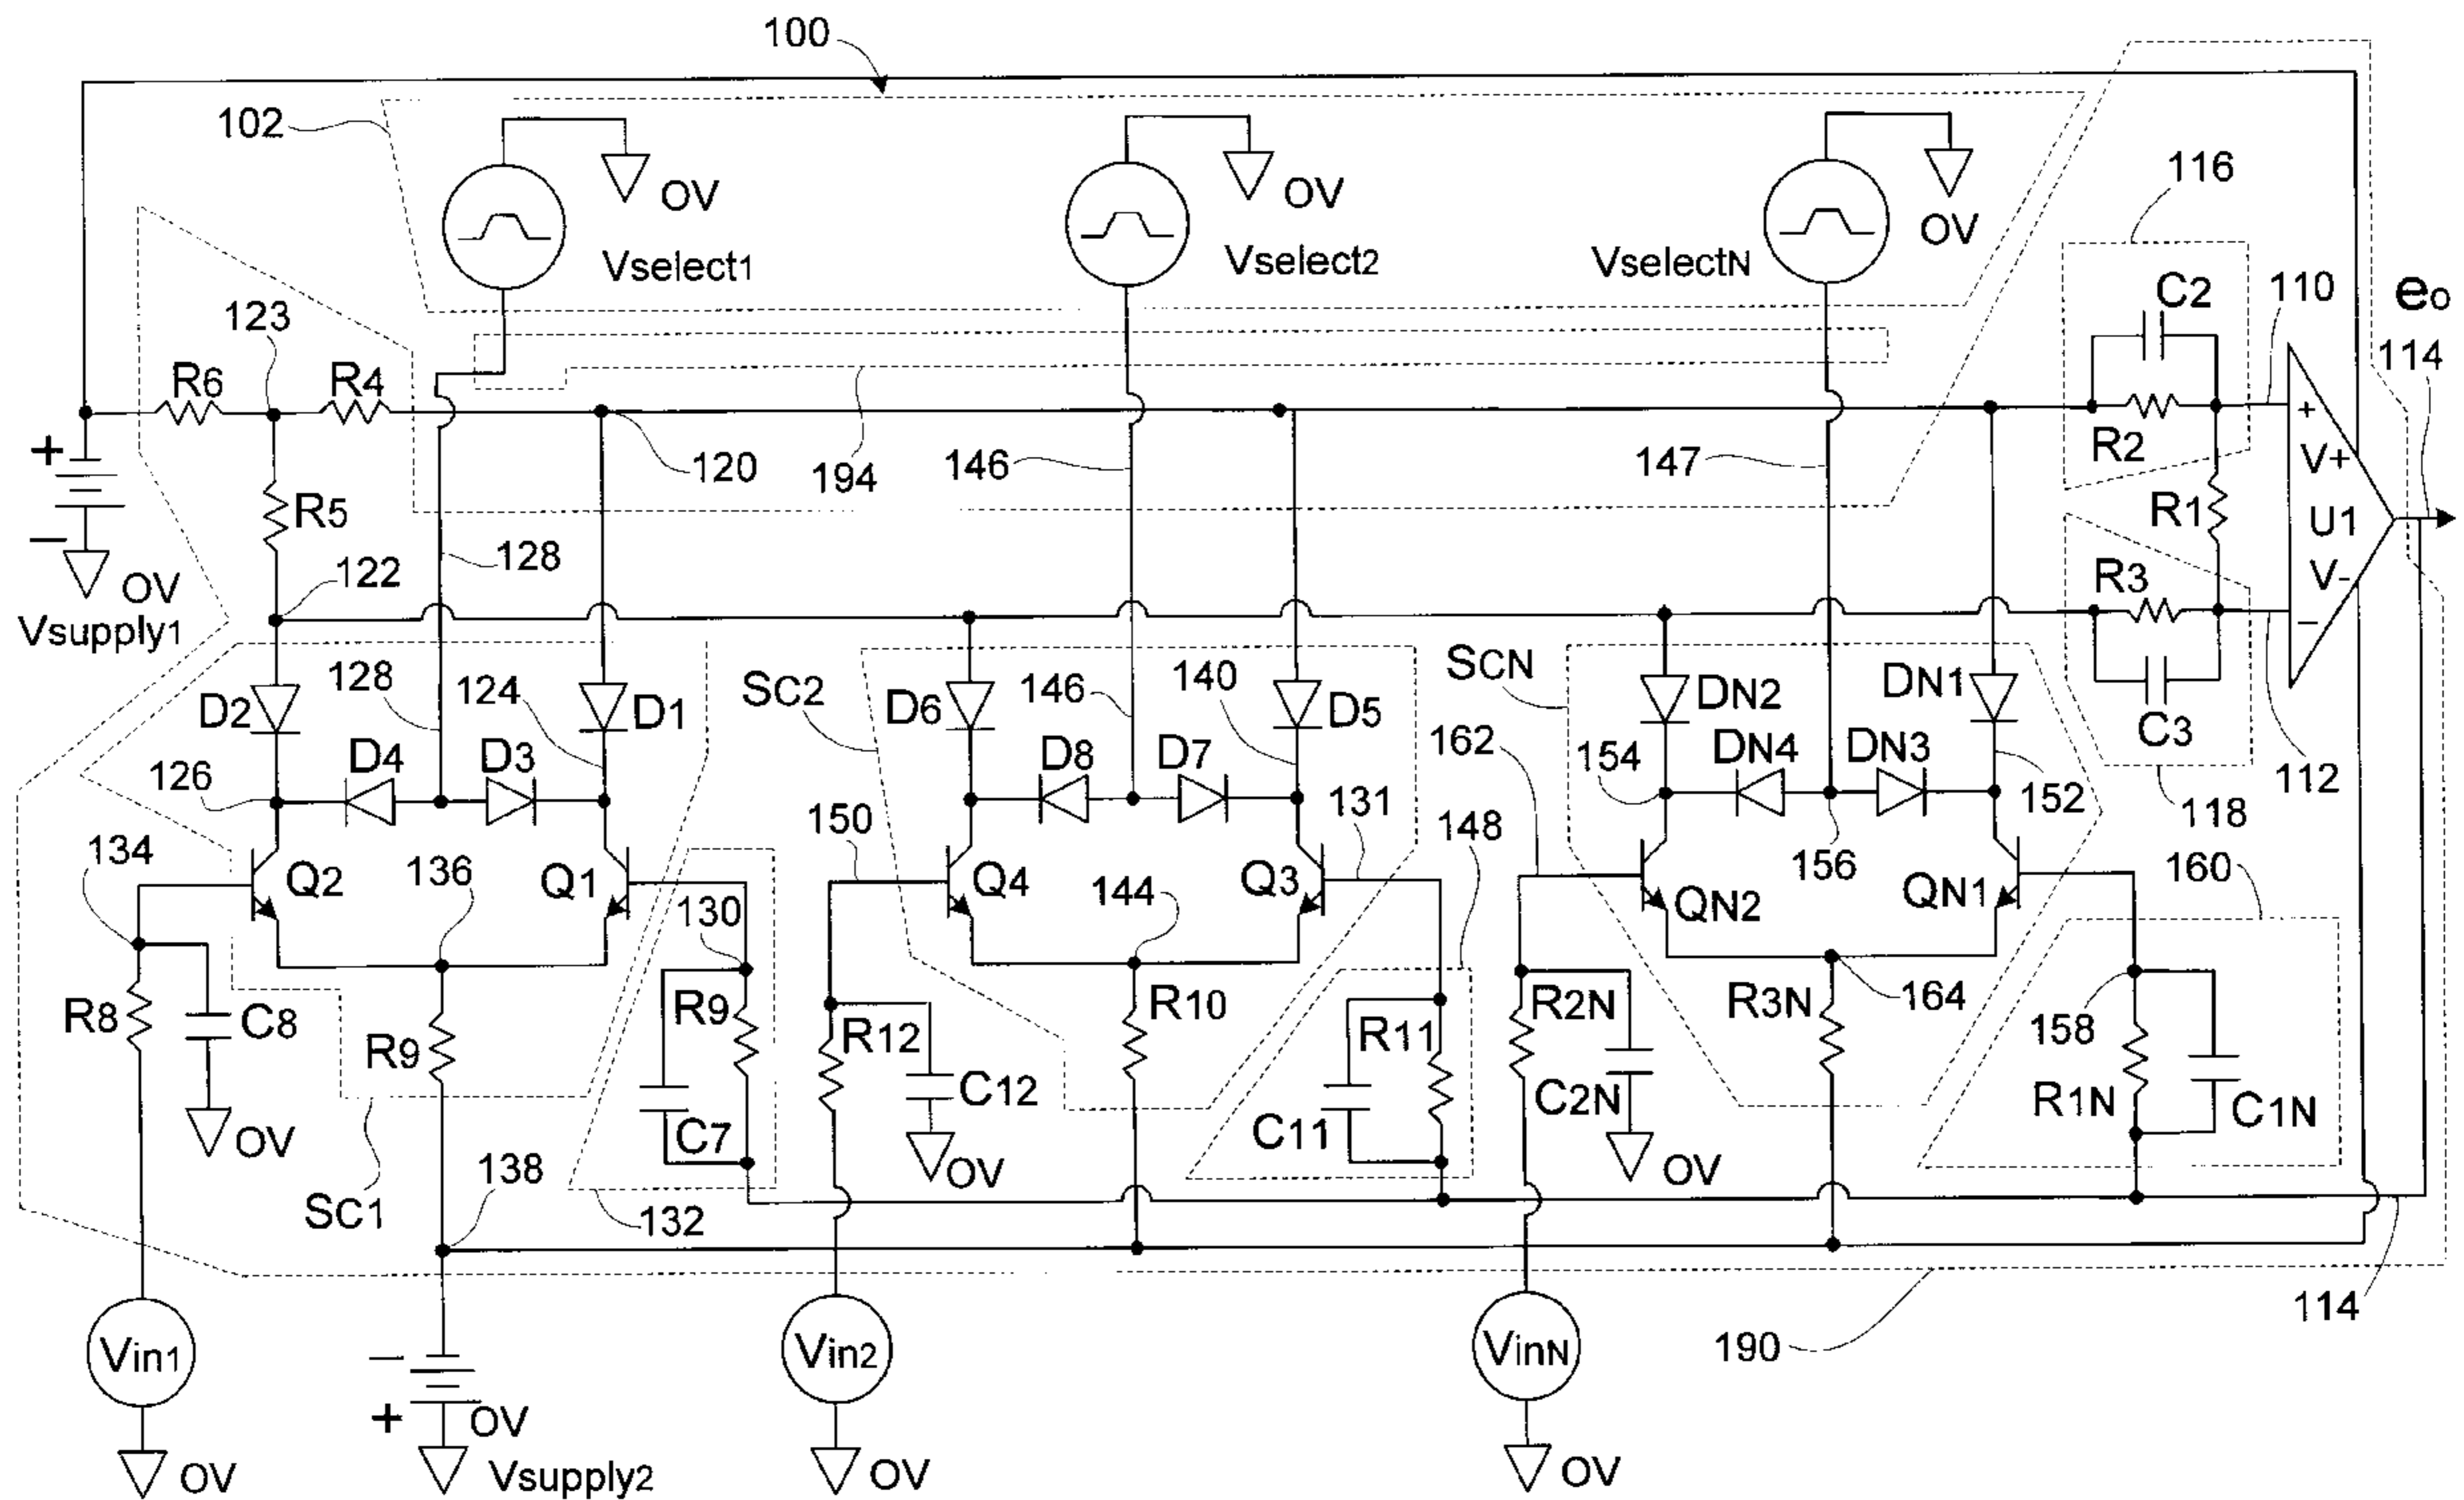 100
102
OV
Vselect1
OV
Vselect2
OV
VselectN
116
C2
110
eo
114
123
R6
R4
R2
V+
+
120
194
146
147
R5
R1
U1
+
−
OV
Vsupply1
128
122
R3
V-
−
D2
128
124
D1
SC2
D6
146
140
D5
SCN
DN2
DN1
C3
126
D4
D3
D8
D7
162
154
DN4
DN3
152
112
118
134
Q2
136
Q1
130
150
Q4
144
Q3
131
148
QN2
156
QN1
160
R8
C8
R9
R9
R12
R10
R11
R2N
R3N
164
158
OV
C7
C12
C11
C2N
R1N
C1N
SC1
138
132
OV
OV
Vin1
−
+
OV
Vin2
VinN
190
114
OV
Vsupply2
OV
OV